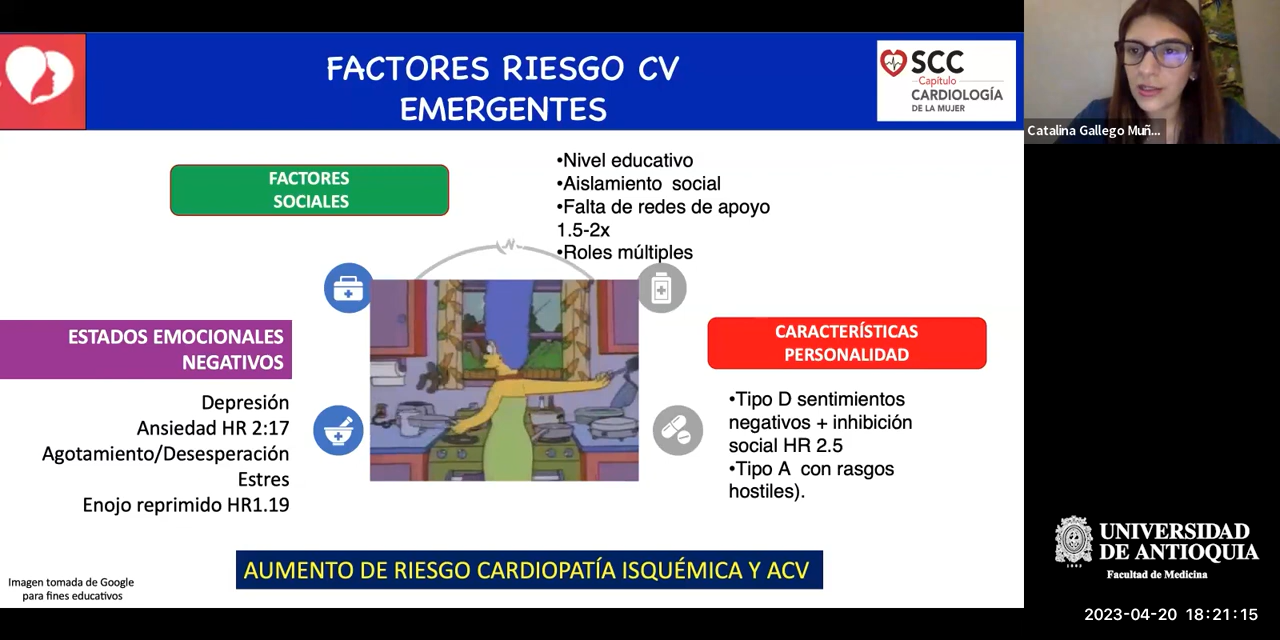 FACTORES RIESGO CV
EMERGENTES
SCC
Capítulo
CARDIOLOGÍA
DE LA MUJER
Catalina Gallego Muñ...
FACTORES
SOCIALES
•Nivel educativo
•Aislamiento social
•Falta de redes de apoyo
1.5-2x
•Roles múltiples
ESTADOS EMOCIONALES
NEGATIVOS
Depresión
Ansiedad HR 2:17
Agotamiento/Desesperación
Estres
Enojo reprimido HR1.19
CARACTERÍSTICAS
PERSONALIDAD
•Tipo D sentimientos
negativos + inhibición
social HR 2.5
•Tipo A con rasgos
hostiles).
AUMENTO DE RIESGO CARDIOPATÍA ISQUÉMICA Y ACV
Imagen tomada de Google
para fines educativos
UNIVERSIDAD
DE ANTIOQUIA
1803
Facultad de Medicina
2023-04-20 18:21:15